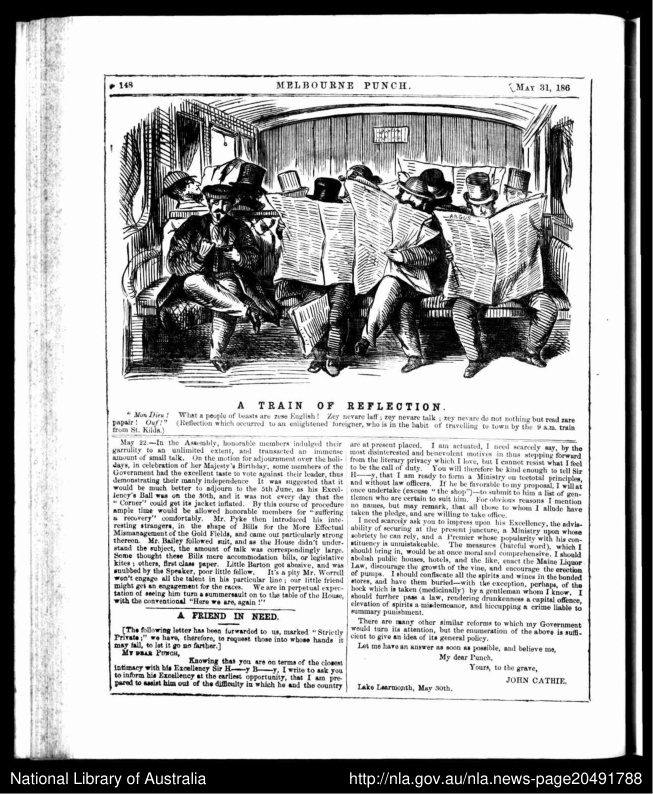 148
MELBOURNE PUNCH.
MAY 31, 186
ARGUS
A TRAIN OF REFLECTION.
"Mon Dieu! What a people of beasts are zese English! Zey nevare laff; zey nevare talk; zey nevare do not nothing but read zare
papair! Ouf!" (Reflection which occurred to an enlightened foreigner, who is in the habit of travelling to town by the 9 a.m. train
from St. Kilda.)
May 22.—In the Assembly, honorable members indulged their
garrulity to an unlimited extent, and transacted an immense
amount of small talk. On the motion for adjournment over the holi-
days, in celebration of her Majesty's Birthday, some members of the
Government had the excellent taste to vote against their leader, thus
demonstrating their manly independence It was suggested that it
would be much better to adjourn to the 5th June, as his Excel-
lency's Ball was on the 30th, and it was not every day that the
"Corner" could get its jacket inflated. By this course of procedure
ample time would be allowed honorable members for "suffering
a recovery" comfortably. Mr. Pyke then introduced his inte-
resting strangers, in the shape of Bills for the More Effectual
Mismanagement of the Gold Fields, and came out particularly strong
thereon. Mr. Bailey followed suit, and as the House didn't under-
stand the subject, the amount of talk was correspondingly large.
Some thought these Bills mere accommodation bills, or legislative
kites; others, first class paper. Little Barton got abusive, and was
snubbed by the Speaker, poor little fellow. It's a pity Mr. Worrell
won't engage all the talent in his particular line; our little friend
might get an engagement for the races. We are in perpetual expec-
tation of seeing him turn a summersault on to the table of the House,
with the conventional "Here we are, again!"
A FRIEND IN NEED.
[The following letter has been forwarded to us, marked "Strictly
Private;" we have, therefore, to request those into whose hands it
may fall, to let it go no farther.]
MY DEAR PUNCH,
Knowing that you are on terms of the closest
intimacy with his Excellency Sir H——y B——y, I write to ask you
to inform his Excellency at the earliest opportunity, that I am pre-
pared to assist him out of the difficulty in which he and the country
are at present placed. I am actuated, I need scarcely say, by the
most disinterested and benevolent motives in thus stepping forward
from the literary privacy which I love, but I cannot resist what I feel
to be the call of duty. You will therefore be kind enough to tell Sir
H——y, that I am ready to form a Ministry on teetotal principles,
and without law officers. If he be favorable to my proposal, I will at
once undertake (excuse "the shop")—to submit to him a list of gen-
tlemen who are certain to suit him. For obvious reasons I mention
no names, but may remark, that all those to whom I allude have
taken the pledge, and are willing to take office.
I need scarcely ask you to impress upon his Excellency, the advis-
ability of securing at the present juncture, a Ministry upon whose
sobriety he can rely, and a Premier whose popularity with his con-
stituency is unmistakeable. The measures (hateful word), which I
should bring in, would be at once moral and comprehensive. I should
abolish public houses, hotels, and the like, enact the Maine Liquor
Law, discourage the growth of the vine, and encourage the erection
of pumps. I should confiscate all the spirits and wines in the bonded
stores, and have them buried—with the exception, perhaps, of the
hock which is taken (medicinally) by a gentleman whom I know. I
should further pass a law, rendering drunkenness a capital offence,
elevation of spirits a misdemeanor, and hiccupping a crime liable to
summary punishment.
There are many other similar reforms to which my Government
would turn its attention, but the enumeration of the above is suffi-
cient to give an idea of its general policy.
Let me have an answer as soon as possible, and believe me,
My dear Punch,
Yours, to the grave,
JOHN CATHIE.
Lake Learmonth, May 30th.
National Library of Australia
http://nla.gov.au/nla.news-page20491788